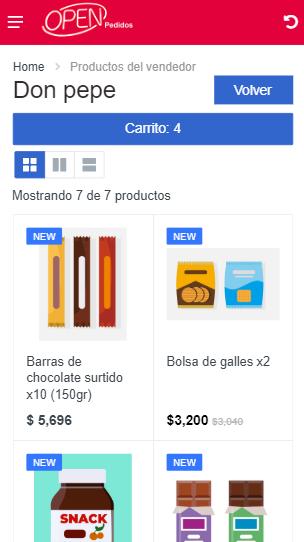 OPEN
Pedidos
Home > Productos del vendedor
Don pepe
Volver
Carrito: 4
Mostrando 7 de 7 productos
NEW
NEW
Barras de
chocolate surtido
x10 (150gr)
$ 5,696
Bolsa de galles x2
$3,200 $3,040
NEW
NEW
SNACK